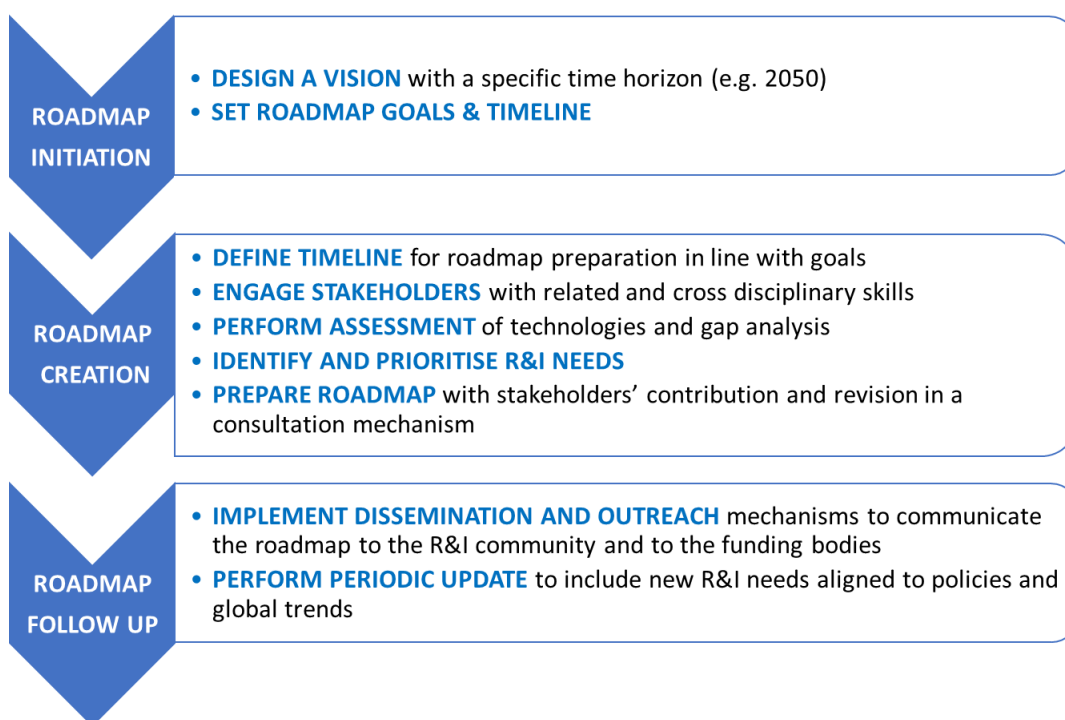 ROADMAP
INITIATION
• DESIGN A VISION with a specific time horizon (e.g. 2050)
• SET ROADMAP GOALS & TIMELINE
ROADMAP
CREATION
• DEFINE TIMELINE for roadmap preparation in line with goals
• ENGAGE STAKEHOLDERS with related and cross disciplinary skills
• PERFORM ASSESSMENT of technologies and gap analysis
• IDENTIFY AND PRIORITISE R&I NEEDS
• PREPARE ROADMAP with stakeholders’ contribution and revision in a
consultation mechanism
ROADMAP
FOLLOW UP
• IMPLEMENT DISSEMINATION AND OUTREACH mechanisms to communicate
the roadmap to the R&I community and to the funding bodies
• PERFORM PERIODIC UPDATE to include new R&I needs aligned to policies and
global trends